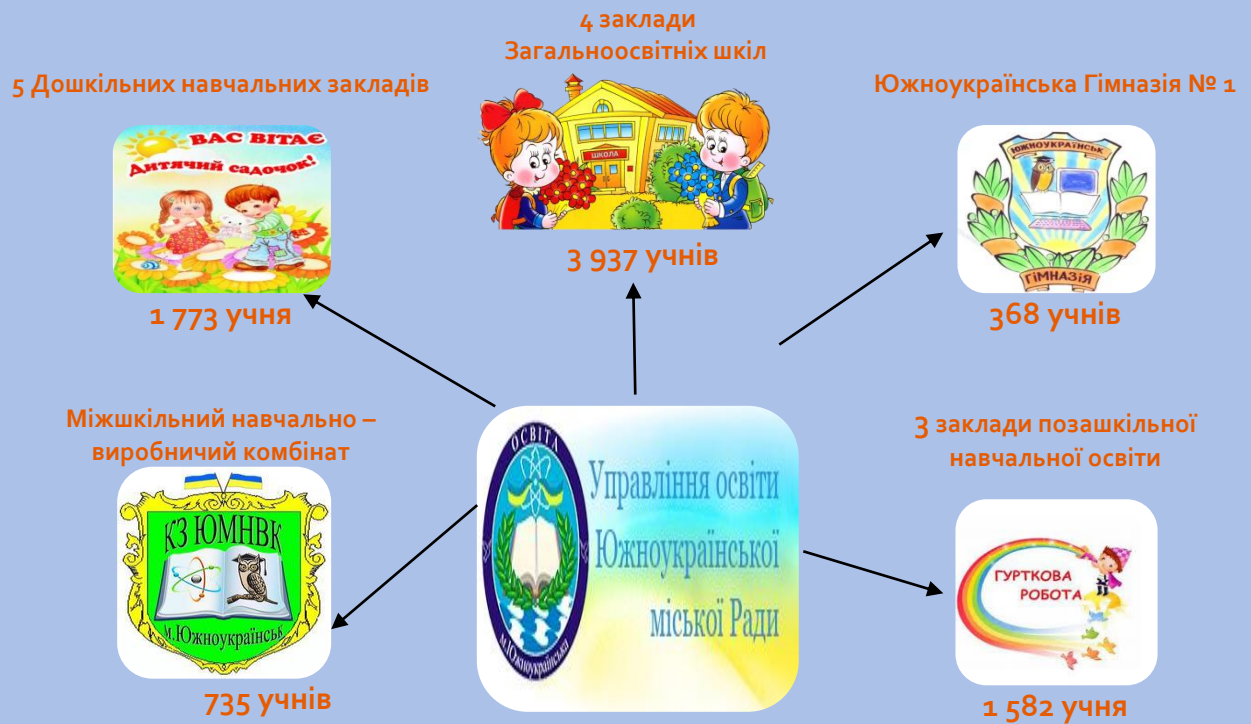 4 заклади
Загальноосвітніх шкіл
5 Дошкільних навчальних закладів
Южноукраїнська Гімназія № 1
ВАС ВІТАЄ
Дитячий садочок!
ШКОЛА
ЮЖНОУКРАЇНСЬК
ГІМНАЗІЯ
3 937 учнів
1 773 учня
368 учнів
Міжшкільний навчально –
виробничий комбінат
3 заклади позашкільної
навчальної освіти
КЗ ЮМНВК
м.Южноукраїнськ
735 учнів
ОСВІТА
м.Южноукраїнськ
Управління освіти
Южноукраїнської
міської Ради
ГУРТКОВА
РОБОТА
1 582 учня